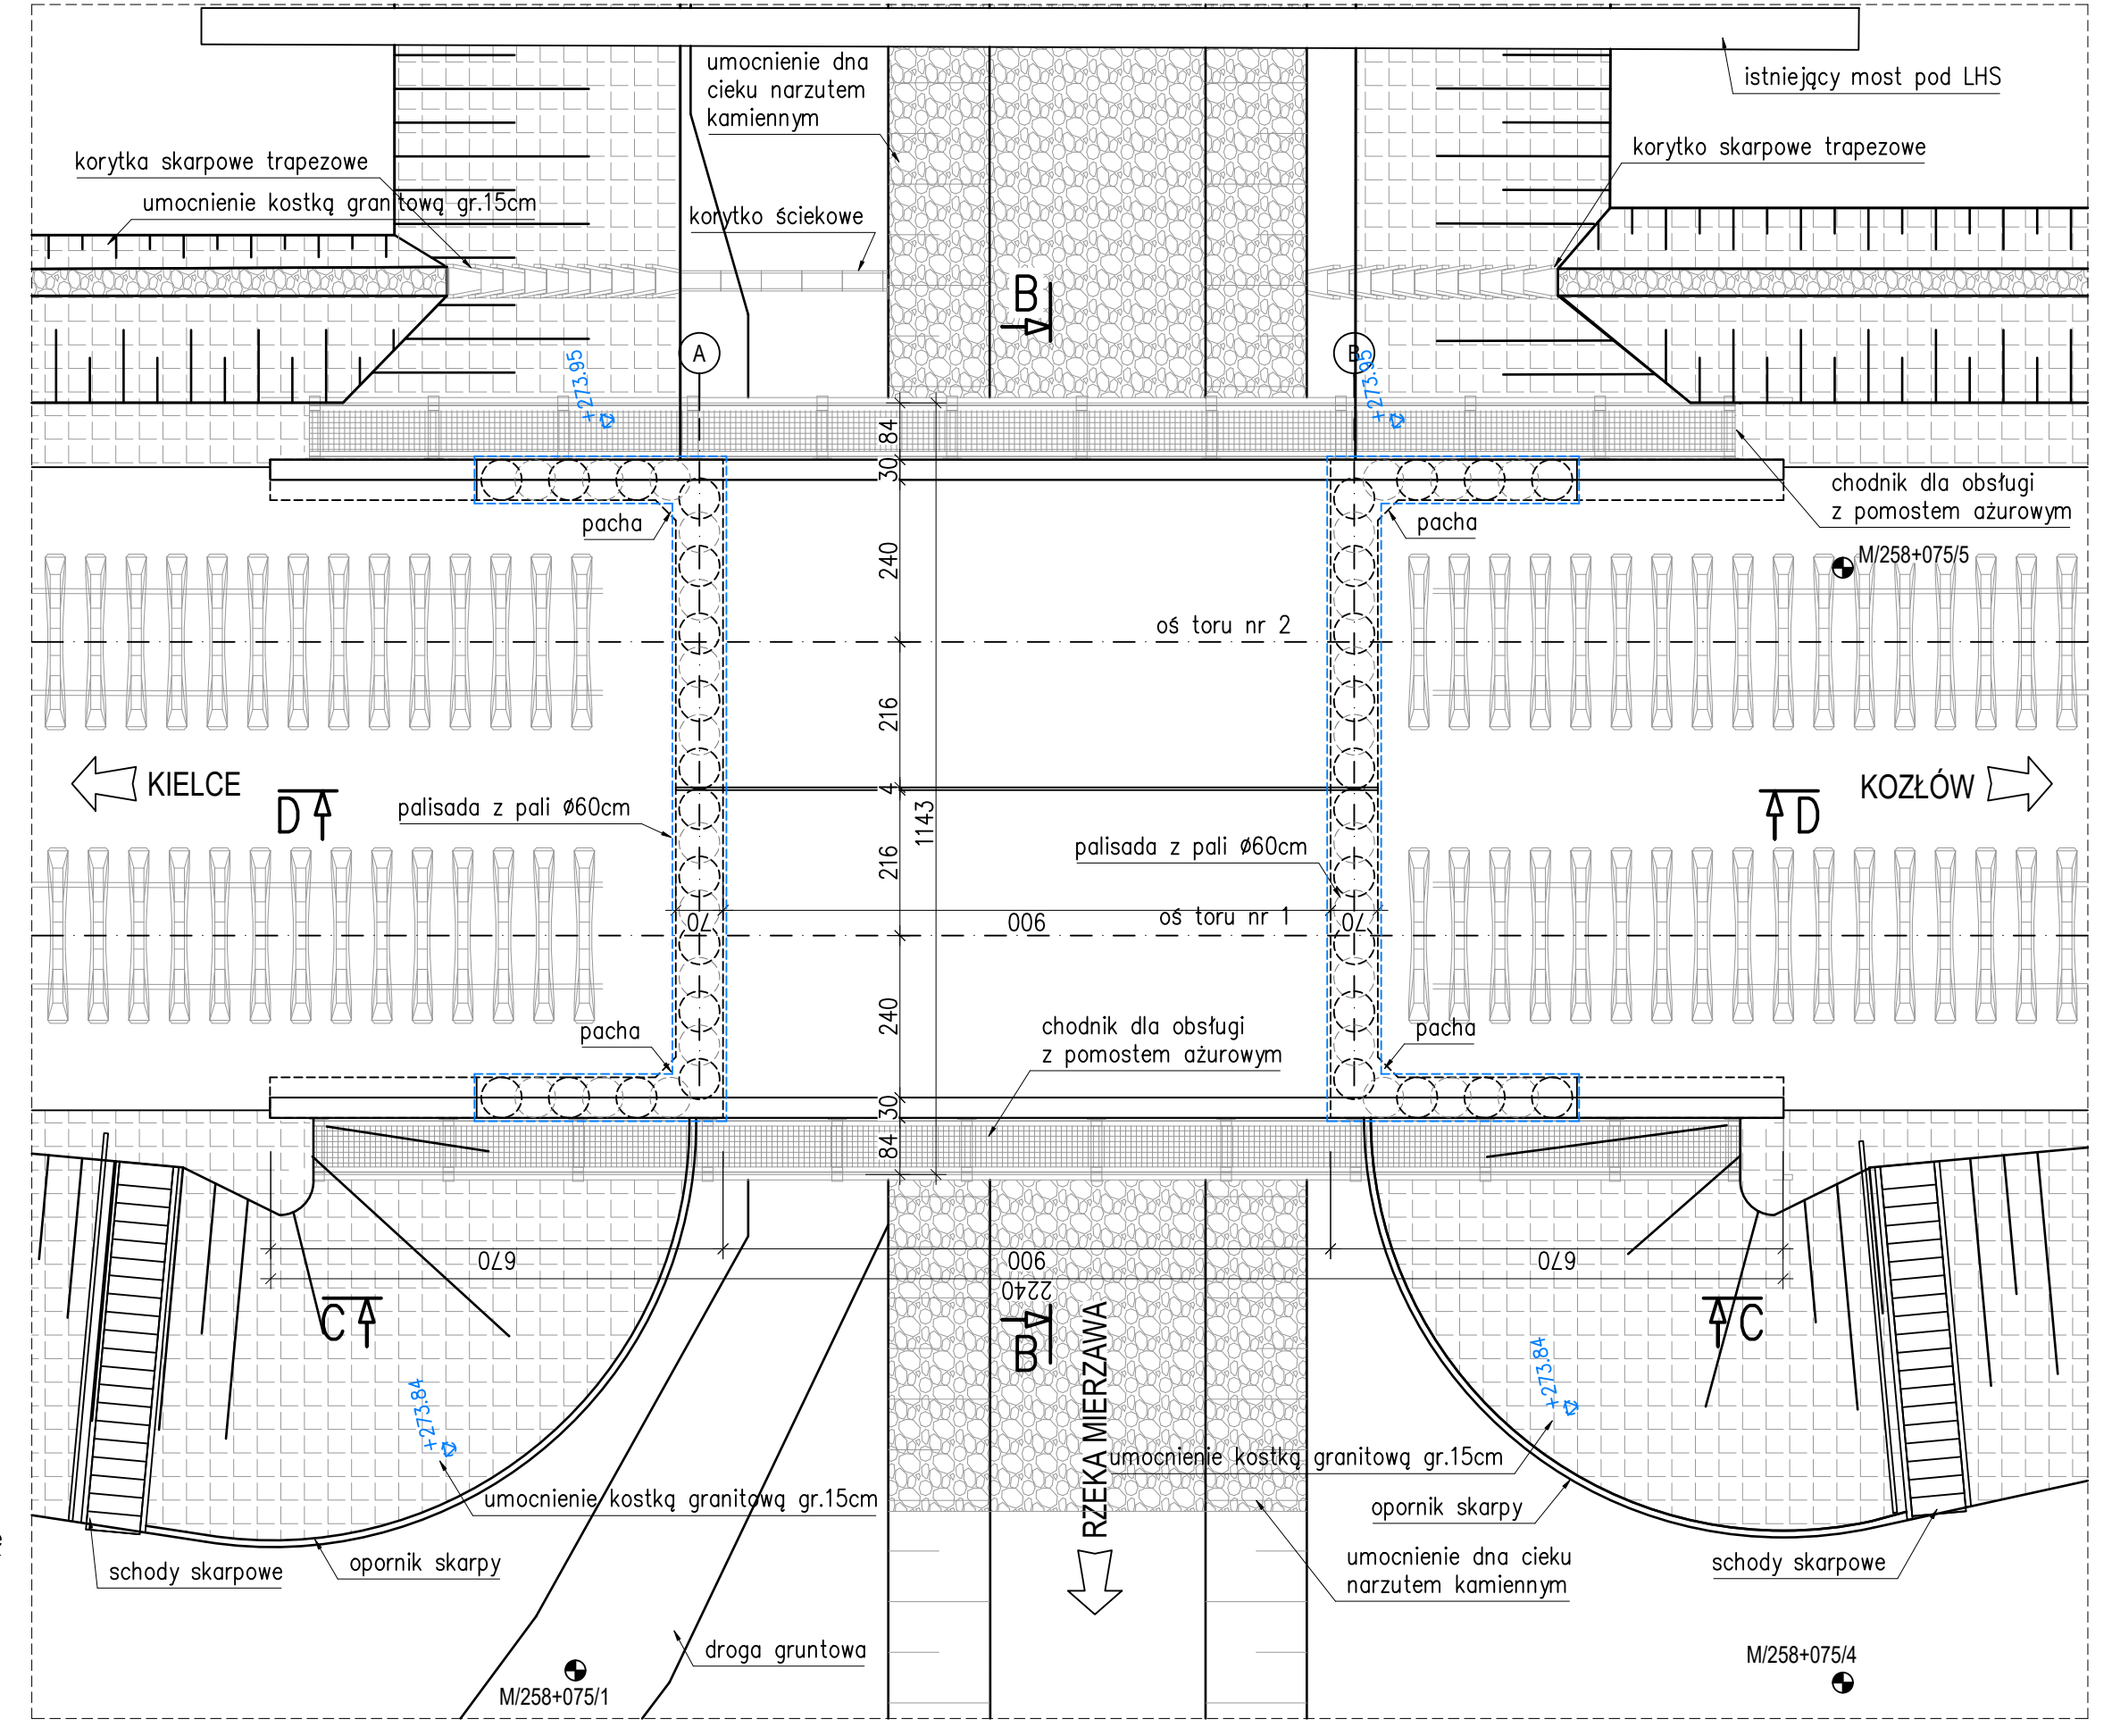 istniejący most pod LHS
umocnienie dna
cieku narzutem
kamiennym
korytka skarpowe trapezowe
korytko skarpowe trapezowe
umocnienie kostką granitową gr.15cm
korytko ściekowe
B
A
B
+273.95
+273.95
84
30
chodnik dla obsługi
z pomostem ażurowym
pacha
pacha
M/258+075/5
240
oś toru nr 2
216
KIELCE
KOZŁÓW
D
D
4
1143
palisada z pali Ø60cm
palisada z pali Ø60cm
216
70
900
oś toru nr 1
70
240
pacha
chodnik dla obsługi
z pomostem ażurowym
pacha
30
84
670
900
670
2240
C
B
C
RZEKA MIERZAWA
+273.84
+273.84
umocnienie kostką granitową gr.15cm
umocnienie kostką granitową gr.15cm
opornik skarpy
umocnienie dna cieku
narzutem kamiennym
schody skarpowe
opornik skarpy
schody skarpowe
droga gruntowa
M/258+075/1
M/258+075/4